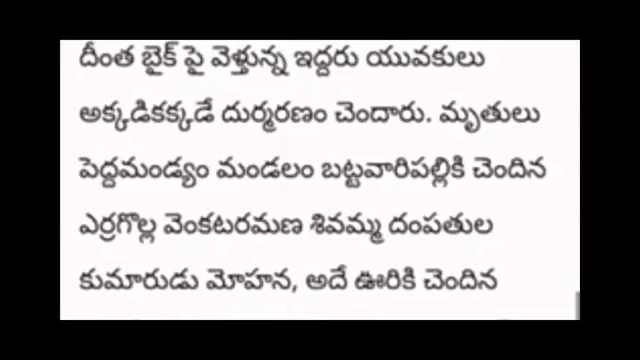 దీంత బైక్ పై వెళ్తున్న ఇద్దరు యువకులు
అక్కడికక్కడే దుర్మరణం చెందారు. మృతులు
పెద్దమండ్యం మండలం బట్టవారిపల్లికి చెందిన
ఎర్రగొల్ల వెంకటరమణ శివమ్మ దంపతుల
కుమారుడు మోహన, అదే ఊరికి చెందిన